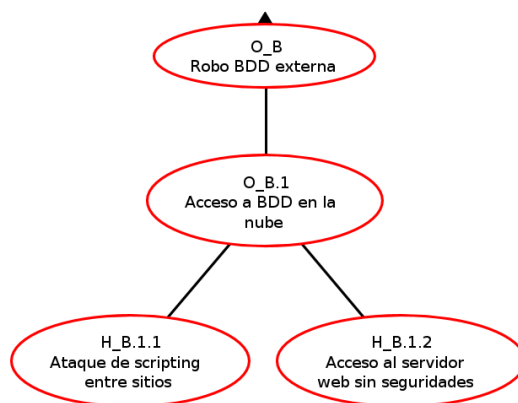 O_B
Robo BDD externa
O_B.1
Acceso a BDD en la
nube
H_B.1.1
Ataque de scripting
entre sitios
H_B.1.2
Acceso al servidor
web sin seguridades